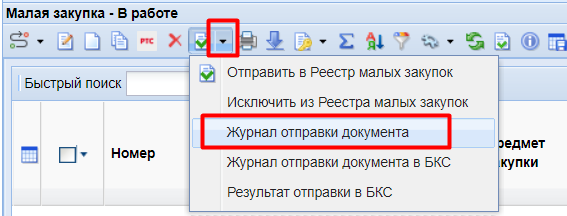 Малая закупка - В работе
РТС
Быстрый поиск
Отправить в Реестр малых закупок
Исключить из Реестра малых закупок
Журнал отправки документа
Журнал отправки документа в БКС
Результат отправки в БКС
Номер
редмет
купки